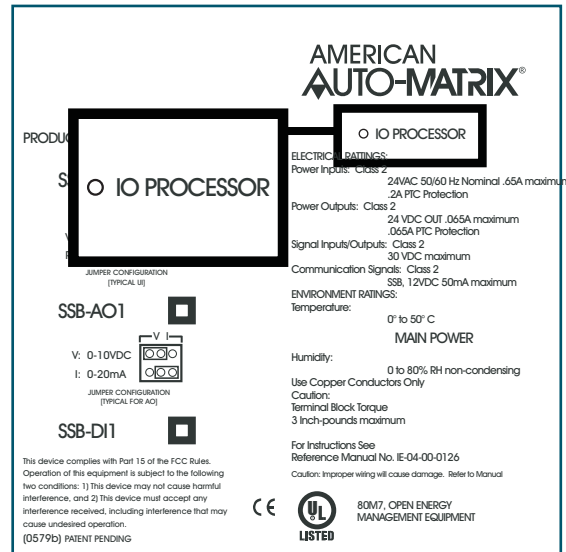 AMERICAN
AUTO-MATRIX®
IO PROCESSOR
PRODUC
IO PROCESSOR
JUMPER CONFIGURATION
(TYPICAL UI)
SSB-AO1
V I
V: 0-10VDC
I: 0-20mA
JUMPER CONFIGURATION
(TYPICAL FOR AO)
SSB-DI1
This device complies with Part 15 of the FCC Rules.
Operation of this equipment is subject to the following
two conditions: 1) This device may not cause harmful
interference, and 2) This device must accept any
interference received, including interference that may
cause undesired operation.
(0579b) PATENT PENDING
ELECTRICAL RATTINGS:
Power Inputs: Class 2
24VAC 50/60 Hz Nominal .65A maximum
.2A PTC Protection
Power Outputs: Class 2
24 VDC OUT .065A maximum
.065A PTC Protection
Signal Inputs/Outputs: Class 2
30 VDC maximum
Communication Signals: Class 2
SSB, 12VDC 50mA maximum
ENVIRONMENT RATINGS:
Temperature:
0° to 50° C
MAIN POWER
Humidity:
0 to 80% RH non-condensing
Use Copper Conductors Only
Caution:
Terminal Block Torque
3 Inch-pounds maximum
For Instructions See
Reference Manual No. IE-04-00-0126
Caution: Improper wiring will cause damage. Refer to Manual
CE
UL
LISTED
80M7, OPEN ENERGY
MANAGEMENT EQUIPMENT